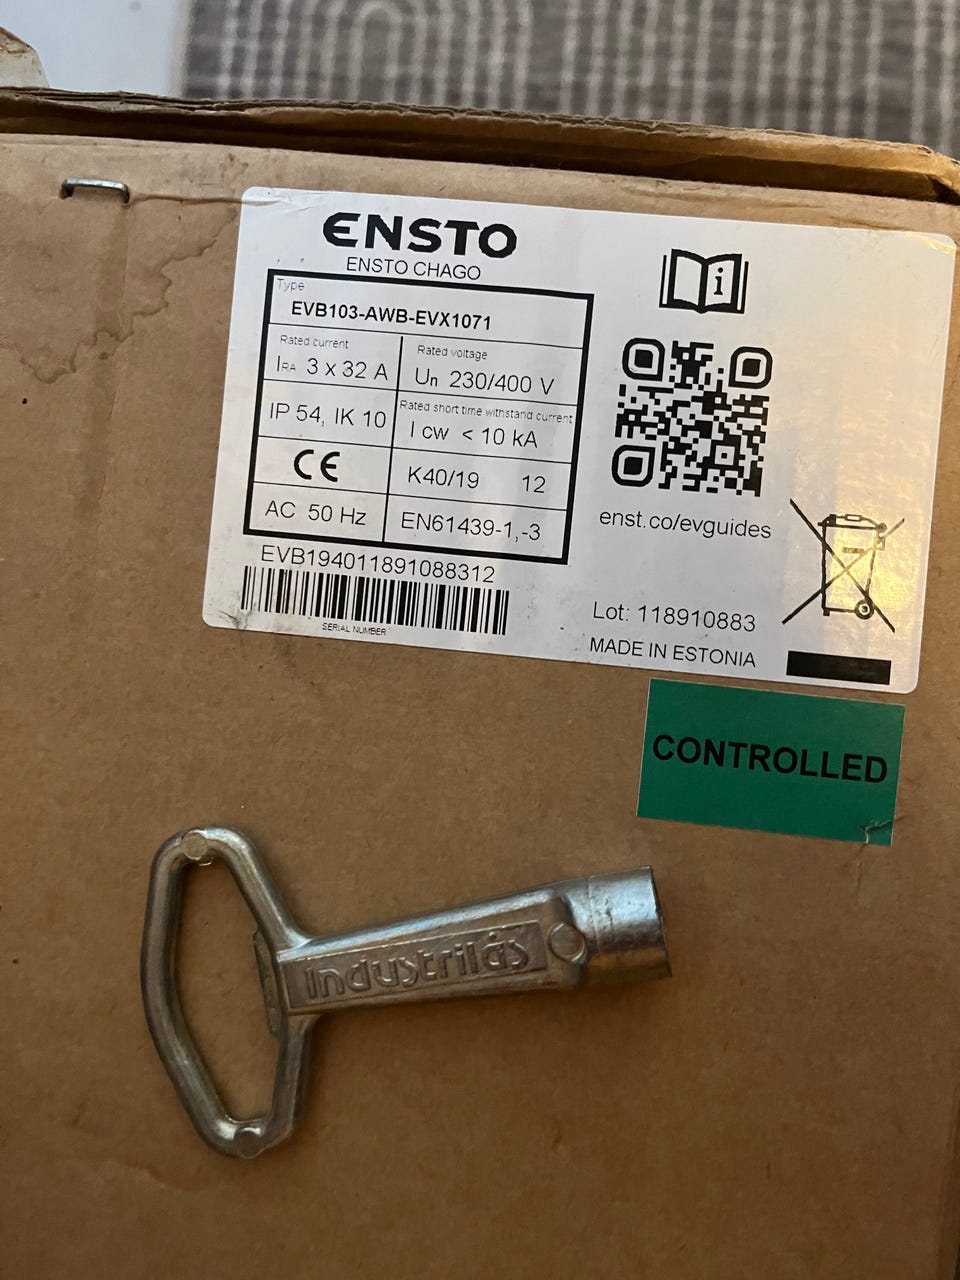 ENSTO
ENSTO CHAGO
Type
EVB103-AWB-EVX1071
Rated current
IRA 3 x 32 A
Rated voltage
Un 230/400 V
IP 54, IK 10
Rated short time withstand current
I cw < 10 kA
CE
K40/19 12
AC 50 Hz
EN61439-1,-3
EVB194011891088312
SERIAL NUMBER
i
enst.co/evguides
Lot: 118910883
MADE IN ESTONIA
CONTROLLED
Industrilås